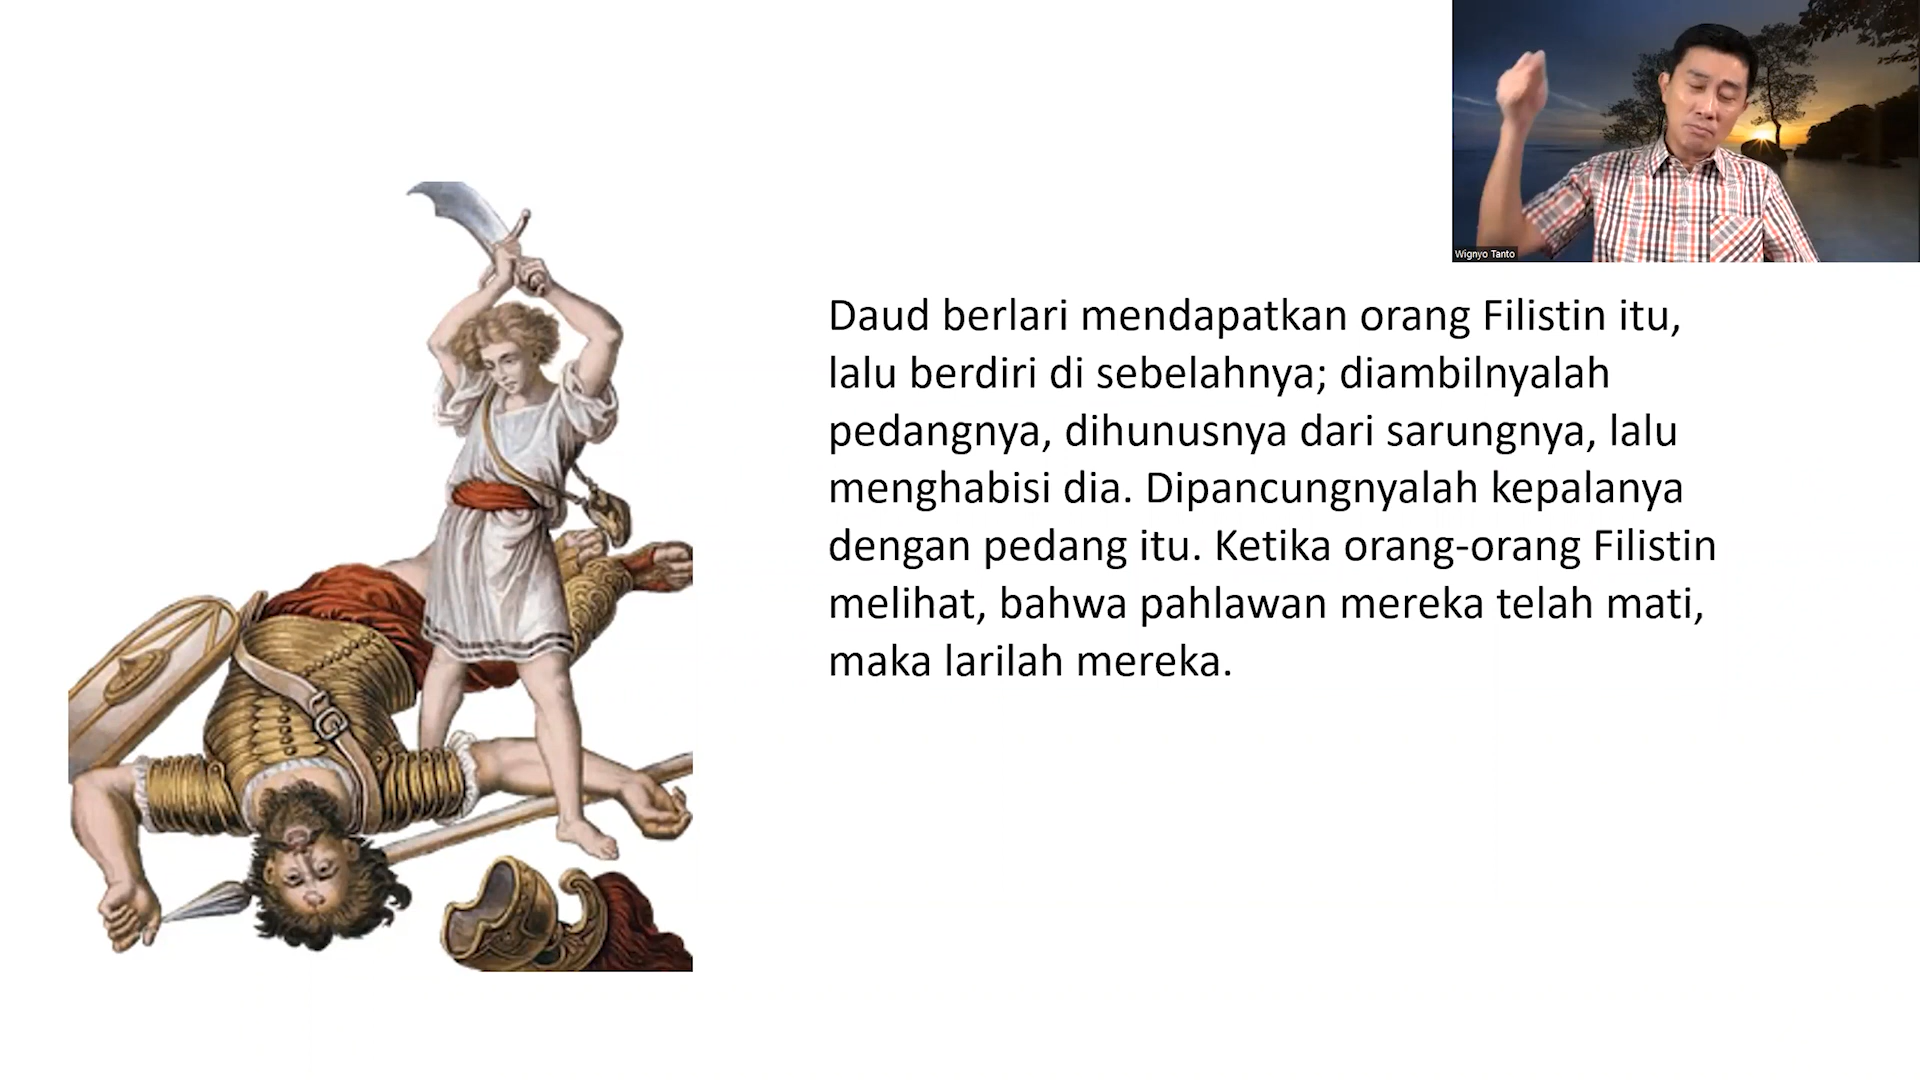 Wignyo Tanto
Daud berlari mendapatkan orang Filistin itu,
lalu berdiri di sebelahnya; diambilnyalah
pedangnya, dihunusnya dari sarungnya, lalu
menghabisi dia. Dipancungnyalah kepalanya
dengan pedang itu. Ketika orang-orang Filistin
melihat, bahwa pahlawan mereka telah mati,
maka larilah mereka.